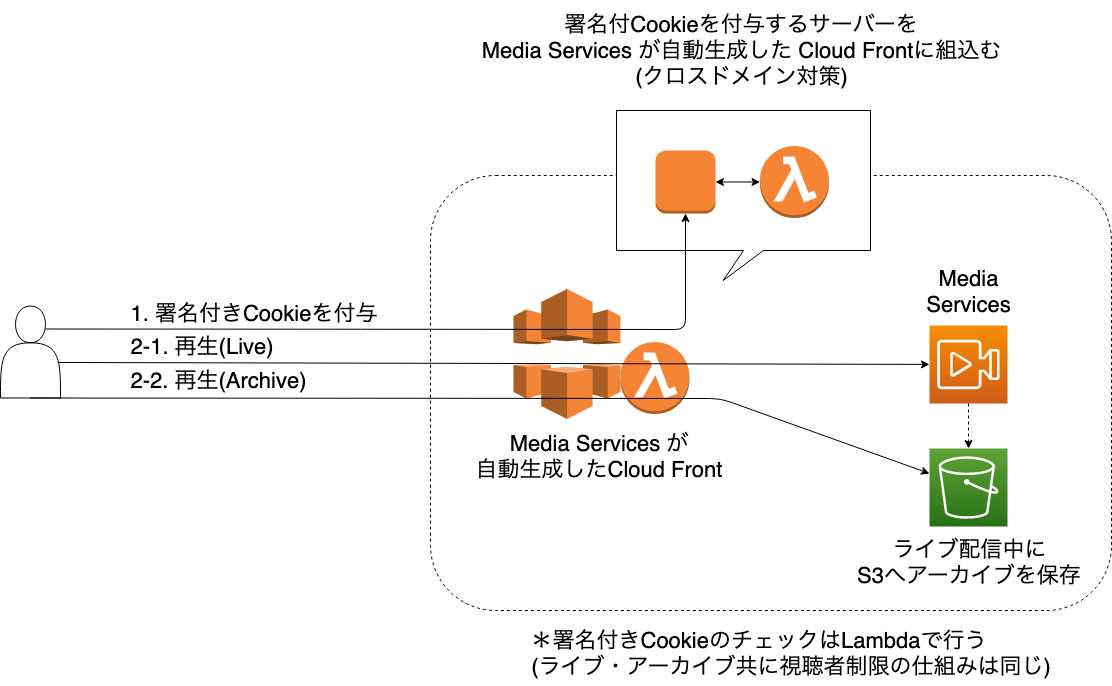 署名付Cookieを付与するサーバーを
Media Services が自動生成した Cloud Frontに組込む
(クロスドメイン対策)
1. 署名付きCookieを付与
2-1. 再生(Live)
2-2. 再生(Archive)
Media Services が
自動生成したCloud Front
Media
Services
ライブ配信中に
S3へアーカイブを保存
＊署名付きCookieのチェックはLambdaで行う
(ライブ・アーカイブ共に視聴者制限の仕組みは同じ)